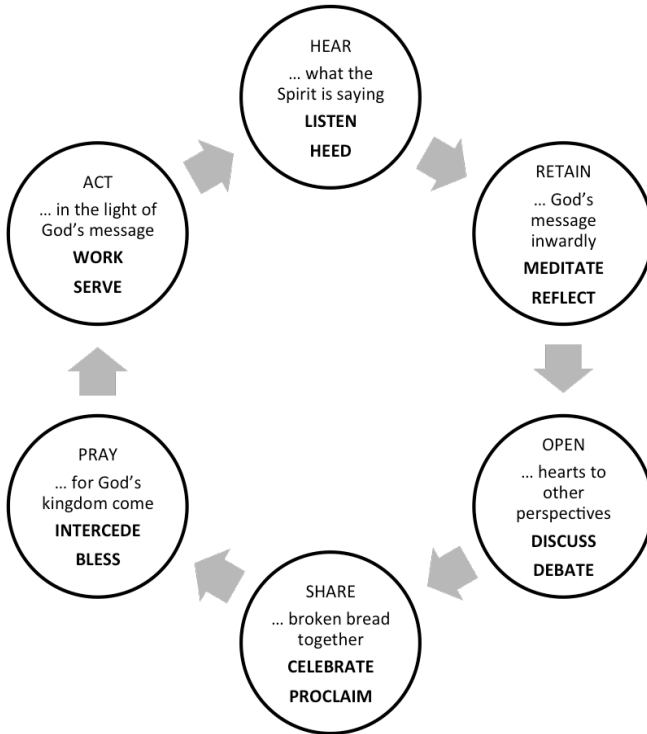 HEAR
... what the
Spirit is saying
LISTEN
HEED
RETAIN
... God’s
message
inwardly
MEDITATE
REFLECT
OPEN
... hearts to
other
perspectives
DISCUSS
DEBATE
SHARE
... broken bread
together
CELEBRATE
PROCLAIM
PRAY
... for God’s
kingdom come
INTERCEDE
BLESS
ACT
... in the light of
God’s message
WORK
SERVE